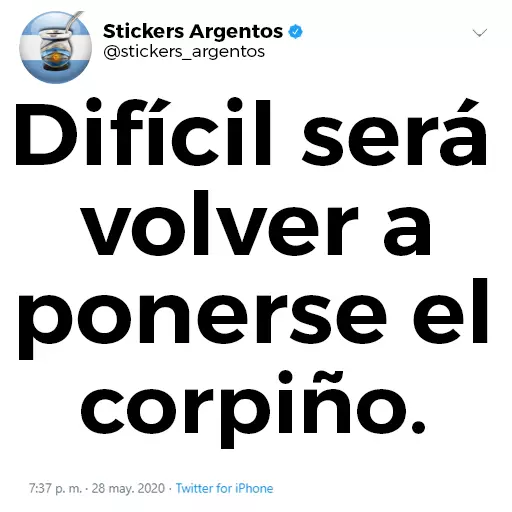 Stickers Argentos
@stickers_argentos
Difícil será
volver a
ponerse el
corpiño.
7:37 p. m. · 28 may. 2020 · Twitter for iPhone